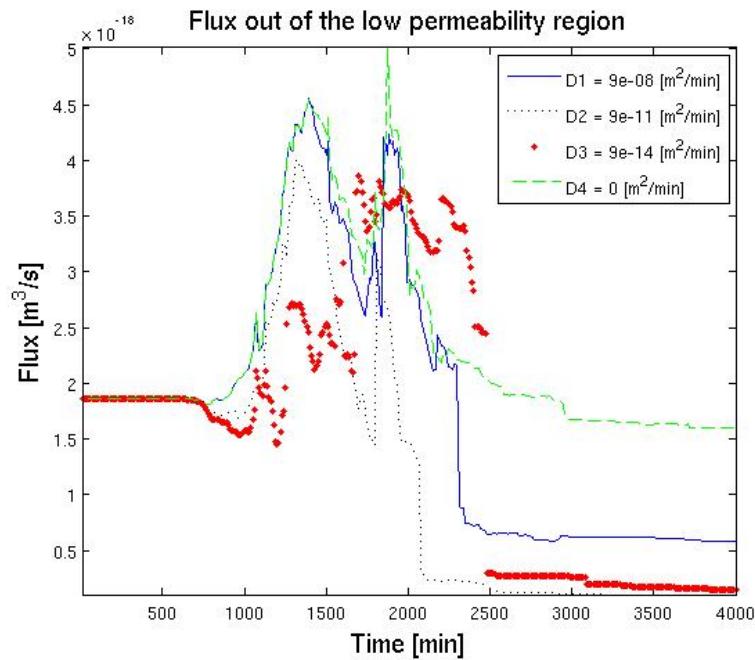 Flux out of the low permeability region
× 10⁻¹⁸
5
4.5
4
3.5
3
2.5
2
1.5
1
0.5
Flux [m³/s]
D1 = 9e-08 [m²/min]
D2 = 9e-11 [m²/min]
D3 = 9e-14 [m²/min]
D4 = 0 [m²/min]
500 1000 1500 2000 2500 3000 3500 4000
Time [min]